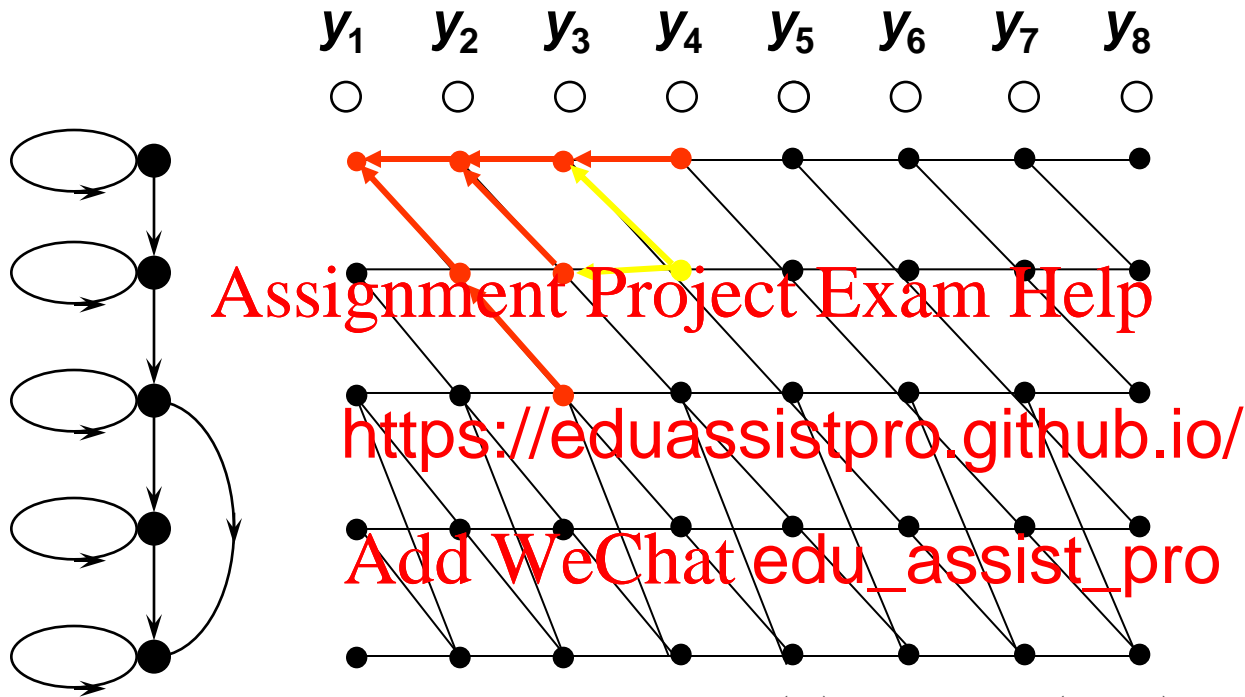 y1 y2 y3 y4 y5 y6 y7 y8
Assignment Project Exam Help
https://eduassistpro.github.io/
Add WeChat edu_assist_pro